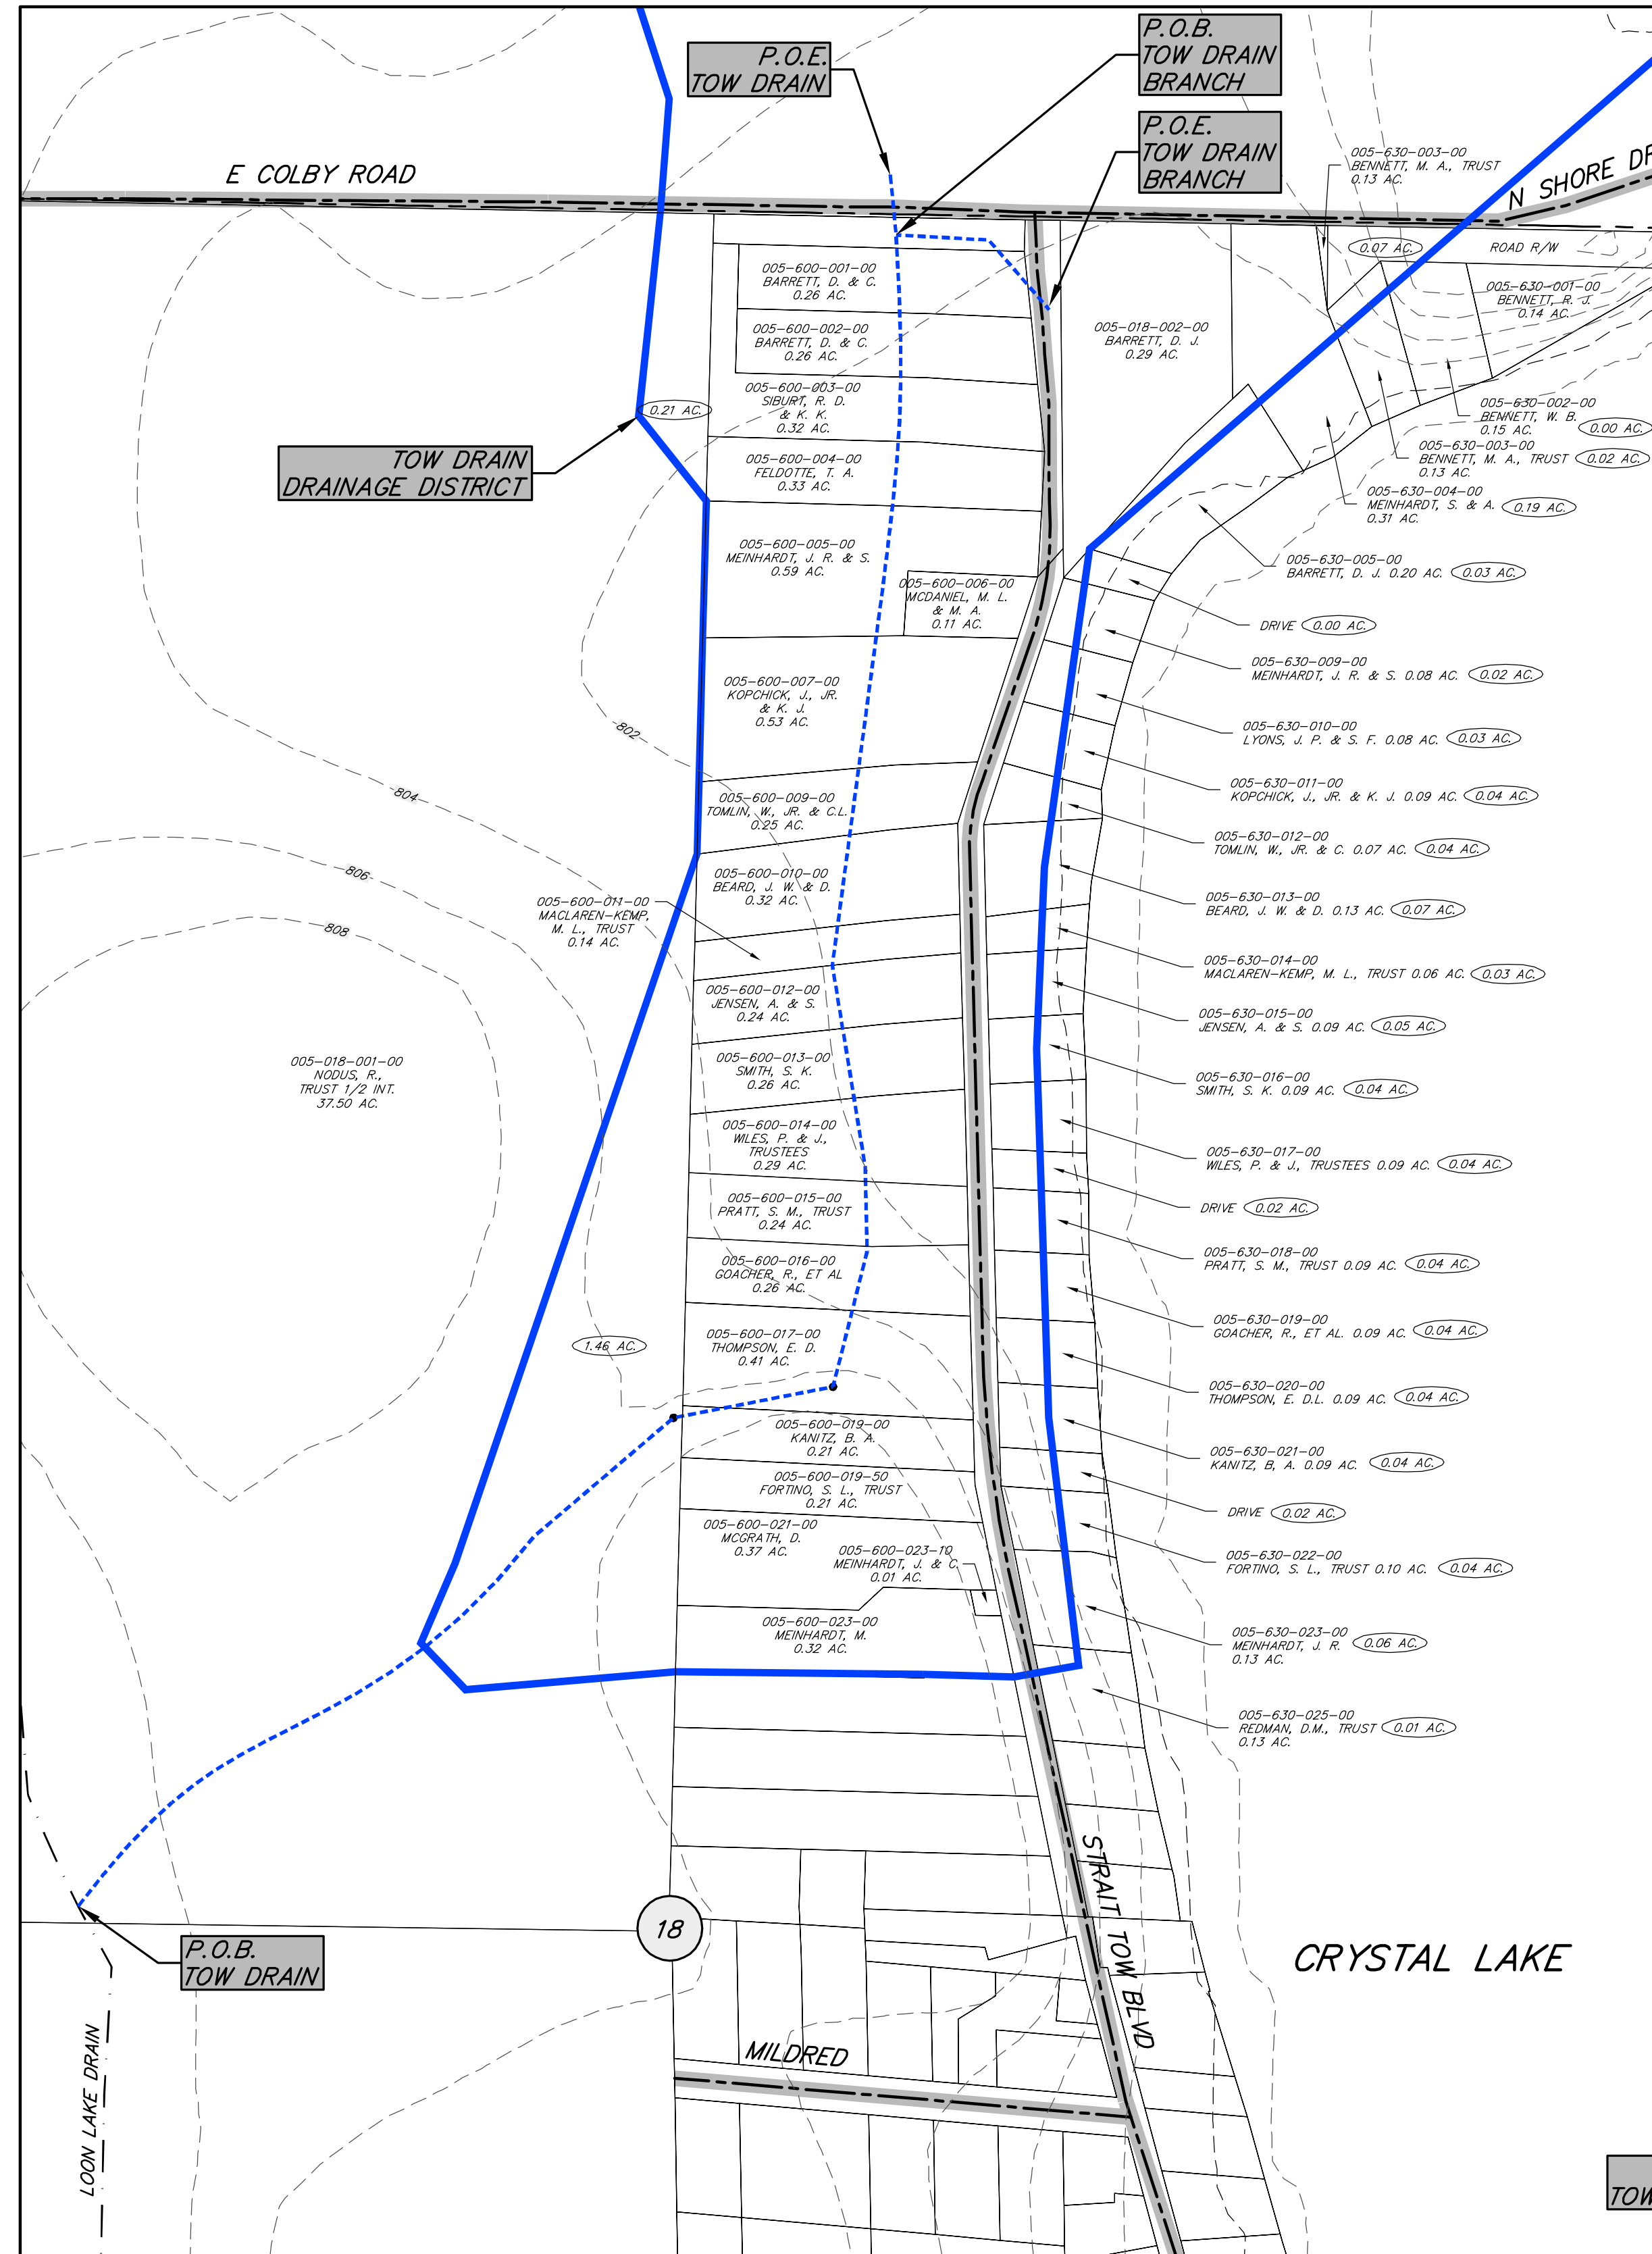 P.O.E.
TOW DRAIN
P.O.B.
TOW DRAIN
BRANCH
P.O.E.
TOW DRAIN
BRANCH
E COLBY ROAD
005-630-003-00
BENNETT, M. A., TRUST
0.13 AC.
N SHORE
0.07 AC.
ROAD R/W
005-600-001-00
BARRETT, D. & C.
0.26 AC.
005-630-001-00
BENNETT, R. J.
0.14 AC.
005-600-002-00
BARRETT, D. & C.
0.26 AC.
005-018-002-00
BARRETT, D. J.
0.29 AC.
005-600-003-00
SIBURT, R. D.
& K. K.
0.32 AC.
0.21 AC.
005-630-002-00
BENNETT, W. B.
0.15 AC. 0.00 AC.
TOW DRAIN
DRAINAGE DISTRICT
005-600-004-00
FELDOTTE, T. A.
0.33 AC.
005-630-003-00
BENNETT, M. A., TRUST 0.02 AC.
0.13 AC.
005-630-004-00
MEINHARDT, S. & A. 0.19 AC.
0.31 AC.
005-600-005-00
MEINHARDT, J. R. & S.
0.59 AC.
005-630-005-00
BARRETT, D. J. 0.20 AC. 0.03 AC.
005-600-006-00
MCDANIEL, M. L.
& M. A.
0.11 AC.
DRIVE 0.00 AC.
005-630-009-00
MEINHARDT, J. R. & S. 0.08 AC. 0.02 AC.
005-600-007-00
KOPCHICK, J., JR.
& K. J.
0.53 AC.
802
005-630-010-00
LYONS, J. P. & S. F. 0.08 AC. 0.03 AC.
804
005-630-011-00
KOPCHICK, J., JR. & K. J. 0.09 AC. 0.04 AC.
005-600-009-00
TOMLIN, W., JR. & C.L.
0.25 AC.
005-630-012-00
TOMLIN, W., JR. & C. 0.07 AC. 0.04 AC.
806
005-600-010-00
BEARD, J. W. & D.
0.32 AC.
005-630-013-00
BEARD, J. W. & D. 0.13 AC. 0.07 AC.
808
005-600-011-00
MACLAREN-KEMP,
M. L., TRUST
0.14 AC.
005-630-014-00
MACLAREN-KEMP, M. L., TRUST 0.06 AC. 0.03 AC.
005-600-012-00
JENSEN, A. & S.
0.24 AC.
005-630-015-00
JENSEN, A. & S. 0.09 AC. 0.05 AC.
005-018-001-00
NODUS, R.,
TRUST 1/2 INT.
37.50 AC.
005-600-013-00
SMITH, S. K.
0.26 AC.
005-630-016-00
SMITH, S. K. 0.09 AC. 0.04 AC.
005-600-014-00
WILES, P. & J.,
TRUSTEES
0.29 AC.
005-630-017-00
WILES, P. & J., TRUSTEES 0.09 AC. 0.04 AC.
005-600-015-00
PRATT, S. M., TRUST
0.24 AC.
DRIVE 0.02 AC.
005-600-016-00
GOACHER, R., ET AL
0.26 AC.
005-630-018-00
PRATT, S. M., TRUST 0.09 AC. 0.04 AC.
005-600-017-00
THOMPSON, E. D.
0.41 AC.
1.46 AC.
005-630-019-00
GOACHER, R., ET AL. 0.09 AC. 0.04 AC.
005-630-020-00
THOMPSON, E. D.L. 0.09 AC. 0.04 AC.
005-600-019-00
KANITZ, B. A.
0.21 AC.
005-630-021-00
KANITZ, B, A. 0.09 AC. 0.04 AC.
005-600-019-50
FORTINO, S. L., TRUST
0.21 AC.
DRIVE 0.02 AC.
005-600-021-00
MCGRATH, D.
0.37 AC.
005-600-023-10
MEINHARDT, J. & C.
0.01 AC.
005-630-022-00
FORTINO, S. L., TRUST 0.10 AC. 0.04 AC.
005-600-023-00
MEINHARDT, M.
0.32 AC.
005-630-023-00
MEINHARDT, J. R. 0.06 AC.
0.13 AC.
005-630-025-00
REDMAN, D.M., TRUST 0.01 AC.
0.13 AC.
STRAIT TOW BLVD
18
P.O.B.
TOW DRAIN
CRYSTAL LAKE
MILDRED
LOON LAKE DRAIN
TOW